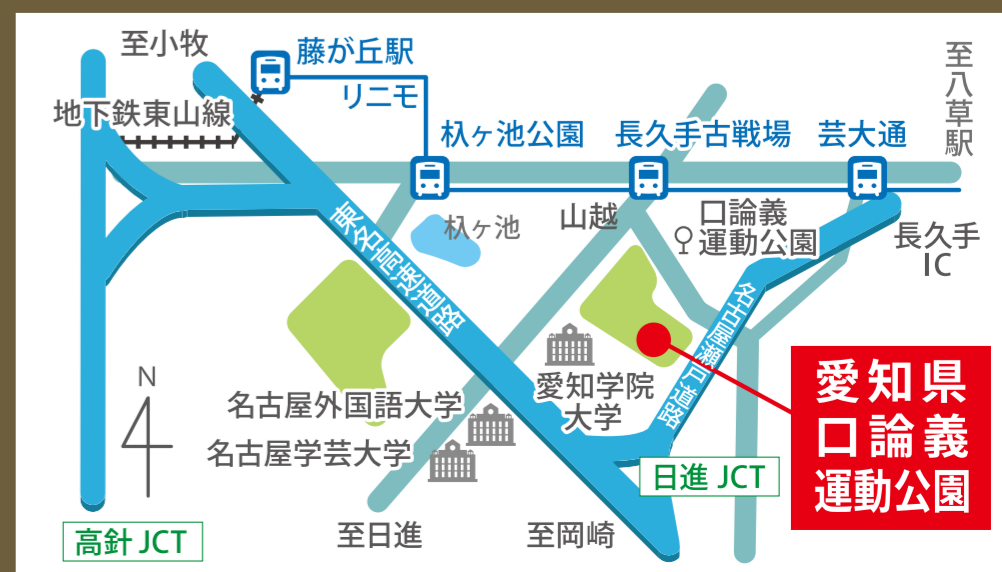 至小牧
藤が丘駅
リニモ
地下鉄東山線
杁ヶ池公園
長久手古戦場
芸大通
至八草駅
杁ヶ池
山越
口論義
運動公園
長久手
IC
東名高速道路
名古屋瀬戸道路
N
愛知学院
大学
名古屋外国語大学
名古屋学芸大学
愛知県
口論義
運動公園
日進 JCT
高針 JCT
至日進
至岡崎